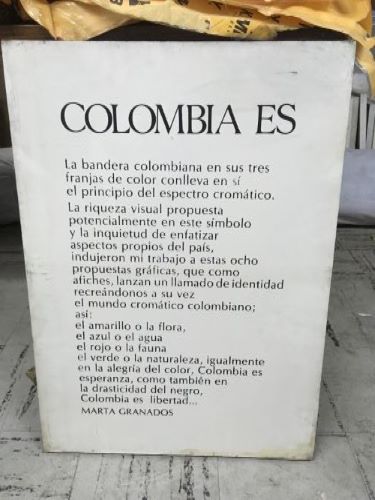 COLOMBIA ES
La bandera colombiana en sus tres
franjas de color conlleva en sí
el principio del espectro cromático.
La riqueza visual propuesta
potencialmente en este símbolo
y la inquietud de enfatizar
aspectos propios del país,
indujeron mi trabajo a estas ocho
propuestas gráficas, que como
afiches, lanzan un llamado de identidad
recreándonos a su vez
el mundo cromático colombiano;
así:
el amarillo o la flora,
el azul o el agua
el rojo o la fauna
el verde o la naturaleza, igualmente
en la alegría del color, Colombia es
esperanza, como también en
la drasticidad del negro,
Colombia es libertad...
MARTA GRANADOS